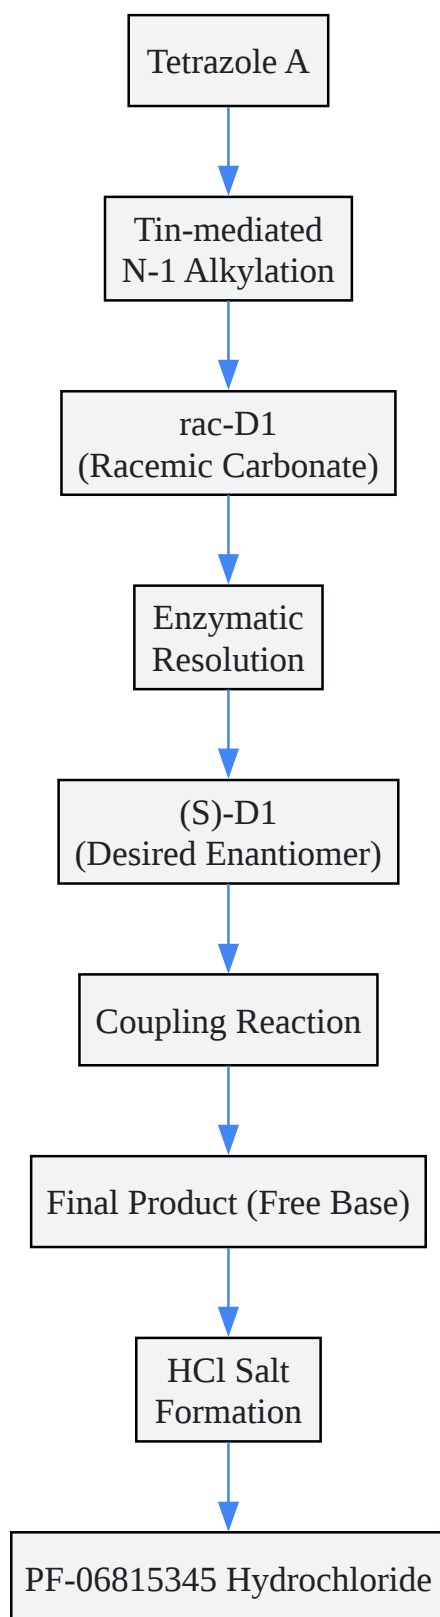 Tetrazole A
Tin-mediated
N-1 Alkylation
rac-D1
(Racemic Carbonate)
Enzymatic
Resolution
(S)-D1
(Desired Enantiomer)
Coupling Reaction
Final Product (Free Base)
HCl Salt
Formation
PF-06815345 Hydrochloride